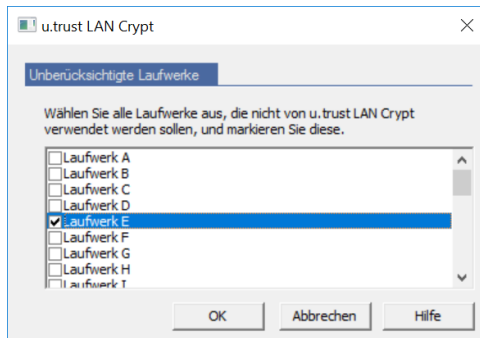 u.trust LAN Crypt
Unberücksichtigte Laufwerke
Wählen Sie alle Laufwerke aus, die nicht von u.trust LAN Crypt
verwendet werden sollen, und markieren Sie diese.
Laufwerk A
Laufwerk B
Laufwerk C
Laufwerk D
Laufwerk E
Laufwerk F
Laufwerk G
Laufwerk H
Laufwerk I
OK
Abbrechen
Hilfe